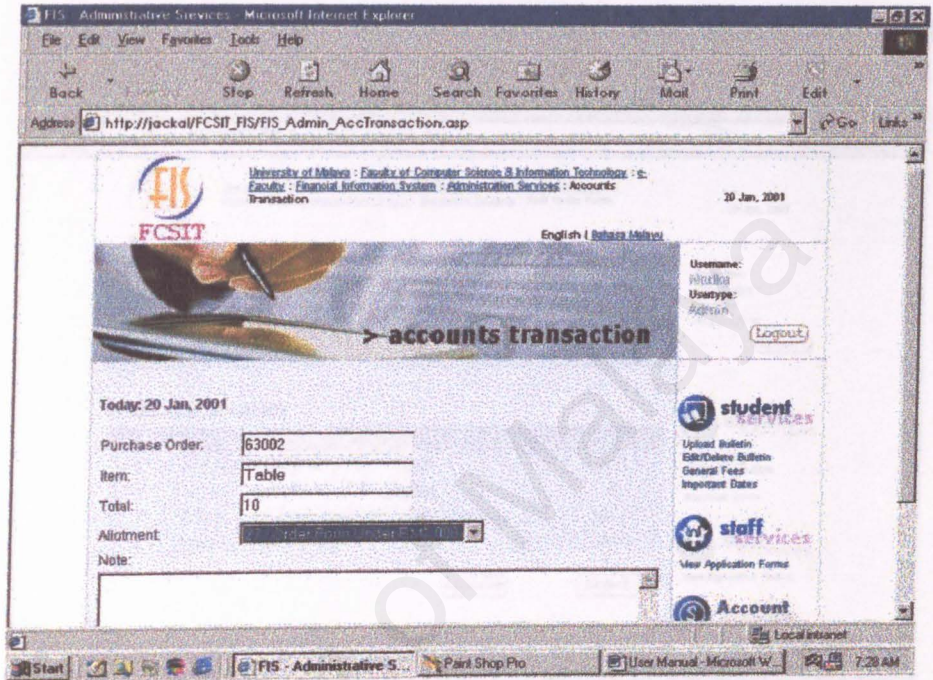 FIS - Administrative Srevices - Microsoft Internet Explorer
File Edit View Favorites Tools Help
Back Stop Refresh Home Search Favorites History Mail Print Edit
Address http://jackal/FCSIT_FIS/FIS_Admin_AccTransaction.asp Go Links
FIS
FCSIT
University of Malaya : Faculty of Computer Science & Information Technology : e-
Faculty : Financial Information System : Administration Services : Accounts
Transaction
20 Jan, 2001
English | Bahasa Melayu
> accounts transaction
Username:
Usertype:
Admin
Logout
Today: 20 Jan, 2001
Purchase Order: 63002
Item: Table
Total: 10
Allotment:
Note:
student
services
Upload Bulletin
Edit/Delete Bulletin
General Fees
Important Dates
staff
services
View Application Forms
Account
Local intranet
Start FIS - Administrative S... Paint Shop Pro User Manual - Microsoft W... 7:28 AM
of Malaya